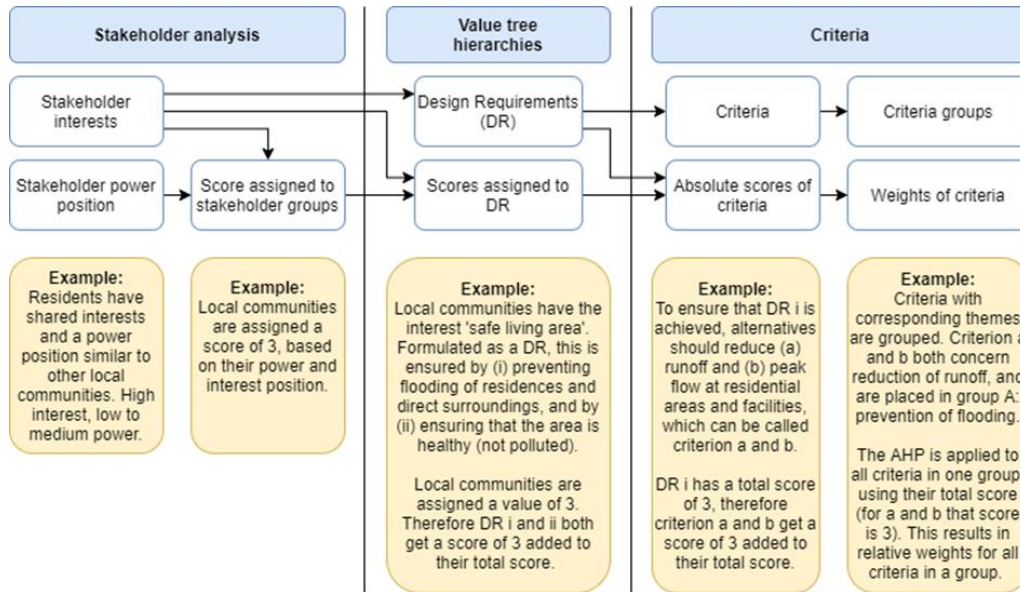 Stakeholder analysis
Value tree
hierarchies
Criteria
Stakeholder
interests
Design Requirements
(DR)
Criteria
Criteria groups
Stakeholder power
position
Score assigned to
stakeholder groups
Scores assigned to
DR
Absolute scores of
criteria
Weights of criteria
Example:
Residents have
shared interests
and a power
position similar to
other local
communities. High
interest, low to
medium power.
Example:
Local communities
are assigned a
score of 3, based
on their power and
interest position.
Example:
Local communities have the
interest 'safe living area'.
Formulated as a DR, this is
ensured by (i) preventing
flooding of residences and
direct surroundings, and by
(ii) ensuring that the area is
healthy (not polluted).
Local communities are
assigned a value of 3.
Therefore DR i and ii both
get a score of 3 added to
their total score.
Example:
To ensure that DR i is
achieved, alternatives
should reduce (a)
runoff and (b) peak
flow at residential
areas and facilities,
which can be called
criterion a and b.
DR i has a total score
of 3, therefore
criterion a and b get a
score of 3 added to
their total score.
Example:
Criteria with
corresponding themes
are grouped. Criterion a
and b both concern
reduction of runoff, and
are placed in group A:
prevention of flooding.
The AHP is applied to
all criteria in one group
using their total score
(for a and b that score
is 3). This results in
relative weights for all
criteria in a group.